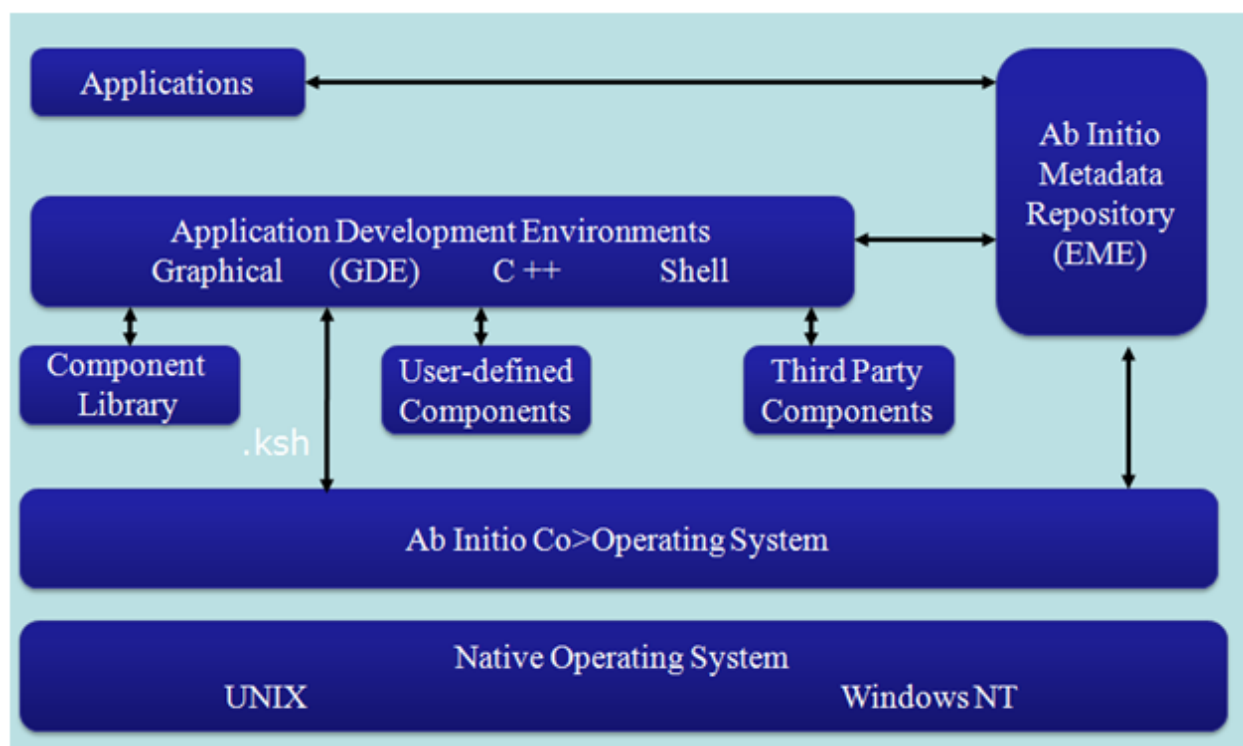 Applications
Ab Initio
Metadata
Repository
(EME)
Application Development Environments
Graphical (GDE) C ++ Shell
Component
Library
User-defined
Components
Third Party
Components
.ksh
Ab Initio Co>Operating System
Native Operating System
UNIX Windows NT